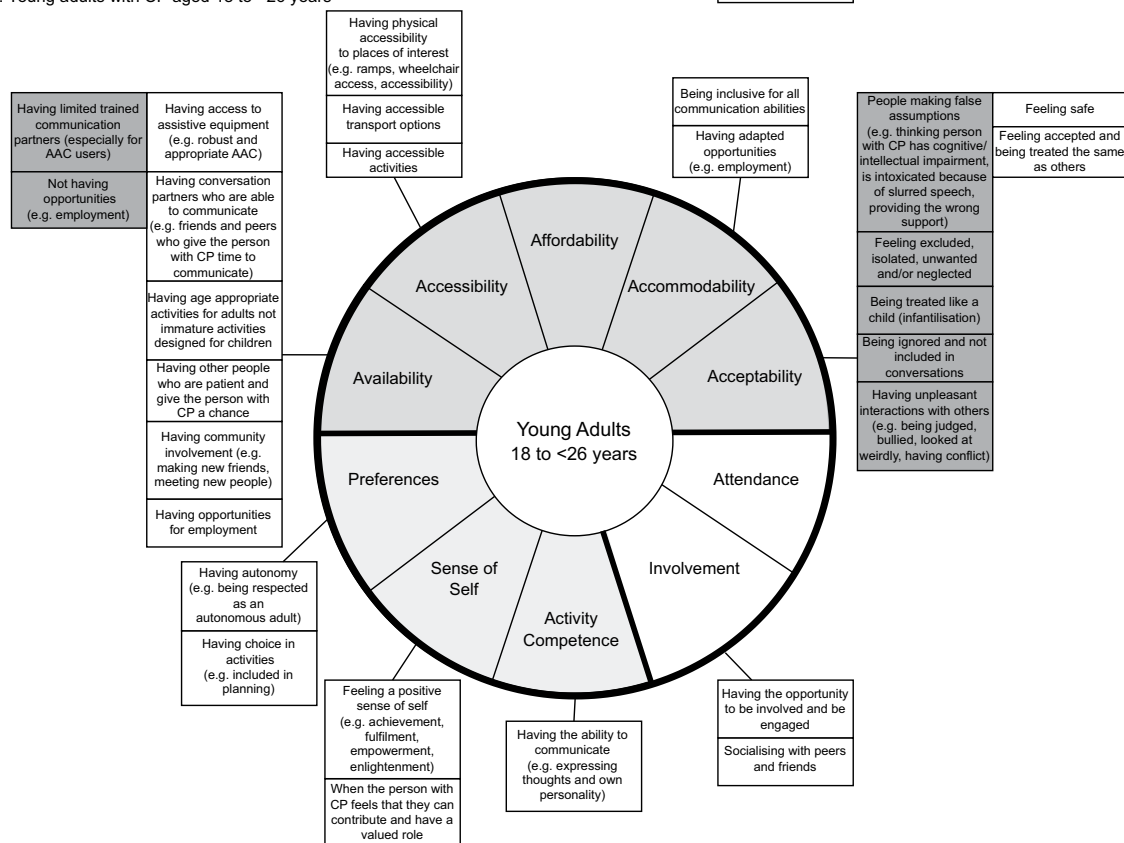 Having physical
accessibility
to places of interest
(e.g. ramps, wheelchair
access, accessibility)
Having accessible
transport options
Having accessible
activities
Being inclusive for all
communication abilities
Having adapted
opportunities
(e.g. employment)
Having limited trained
communication
partners (especially for
AAC users)
Not having
opportunities
(e.g. employment)
Having access to
assistive equipment
(e.g. robust and
appropriate AAC)
Having conversation
partners who are able
to communicate
(e.g. friends and peers
who give the person
with CP time to
communicate)
Having age appropriate
activities for adults not
immature activities
designed for children
Having other people
who are patient and
give the person with
CP a chance
Having community
involvement (e.g.
making new friends,
meeting new people)
Having opportunities
for employment
People making false
assumptions
(e.g. thinking person
with CP has cognitive/
intellectual impairment,
is intoxicated because
of slurred speech,
providing the wrong
support)
Feeling excluded,
isolated, unwanted
and/or neglected
Being treated like a
child (infantilisation)
Being ignored and not
included in
conversations
Having unpleasant
interactions with others
(e.g. being judged,
bullied, looked at
weirdly, having conflict)
Feeling safe
Feeling accepted and
being treated the same
as others
Affordability
Accessibility
Accommodability
Availability
Acceptability
Young Adults
18 to <26 years
Preferences
Attendance
Sense of
Self
Involvement
Activity
Competence
Having autonomy
(e.g. being respected
as an
autonomous adult)
Having choice in
activities
(e.g. included in
planning)
Feeling a positive
sense of self
(e.g. achievement,
fulfilment,
empowerment,
enlightenment)
When the person with
CP feels that they can
contribute and have a
valued role
Having the ability to
communicate
(e.g. expressing
thoughts and own
personality)
Having the opportunity
to be involved and be
engaged
Socialising with peers
and friends